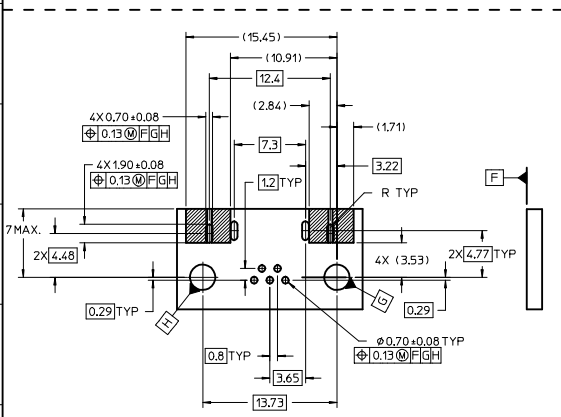 (15.45)
(10.91)
12.4
(2.84)
(1.71)
4X 0.70 ±0.08
⌖ 0.13 Ⓜ F G H
7.3
3.22
4X 1.90 ±0.08
⌖ 0.13 Ⓜ F G H
1.2 TYP
R TYP
F
7 MAX.
2X 4.48
4X (3.53)
2X 4.77 TYP
0.29 TYP
H
G
0.29
0.8 TYP
Ø 0.70 ±0.08 TYP
⌖ 0.13 Ⓜ F G H
3.65
13.73